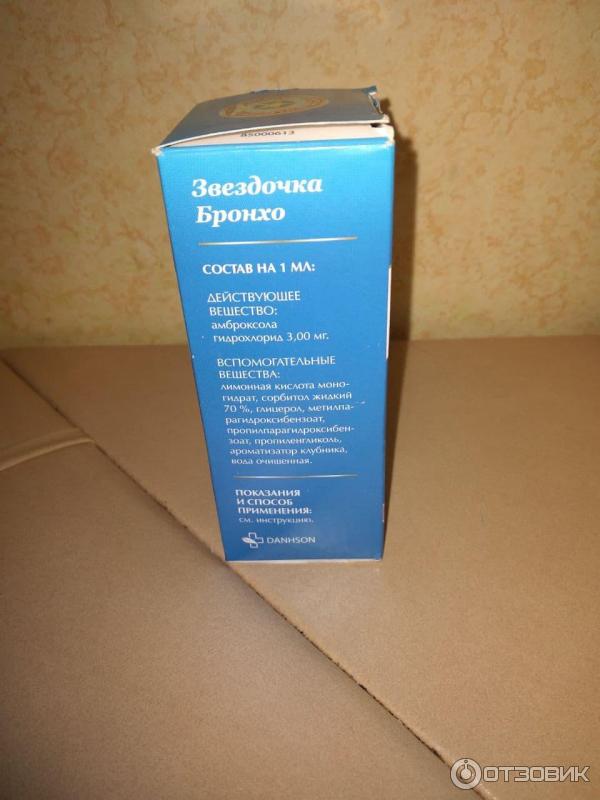 85000613
Звездочка
Бронхо
СОСТАВ НА 1 МЛ:
ДЕЙСТВУЮЩЕЕ
ВЕЩЕСТВО:
амброксола
гидрохлорид 3,00 мг.
ВСПОМОГАТЕЛЬНЫЕ
ВЕЩЕСТВА:
лимонная кислота моно-
гидрат, сорбитол жидкий
70 %, глицерол, метилпа-
рагидроксибензоат,
пропилпарагидроксибен-
зоат, пропиленгликоль,
ароматизатор клубника,
вода очищенная.
ПОКАЗАНИЯ
И СПОСОБ
ПРИМЕНЕНИЯ:
см. инструкцию.
DANHSON
ОТЗОВИК